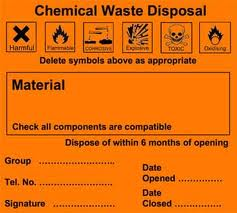 Chemical Waste Disposal
Harmful Flammable CORROSIVE Explosive TOXIC Oxidising
Delete symbols above as appropriate
Material
Check all components are compatible
Dispose of within 6 months of opening
Group ……………………
Date
Tel. No. ……………………
Opened ……………
Date
Signature ……………………
Closed ……………